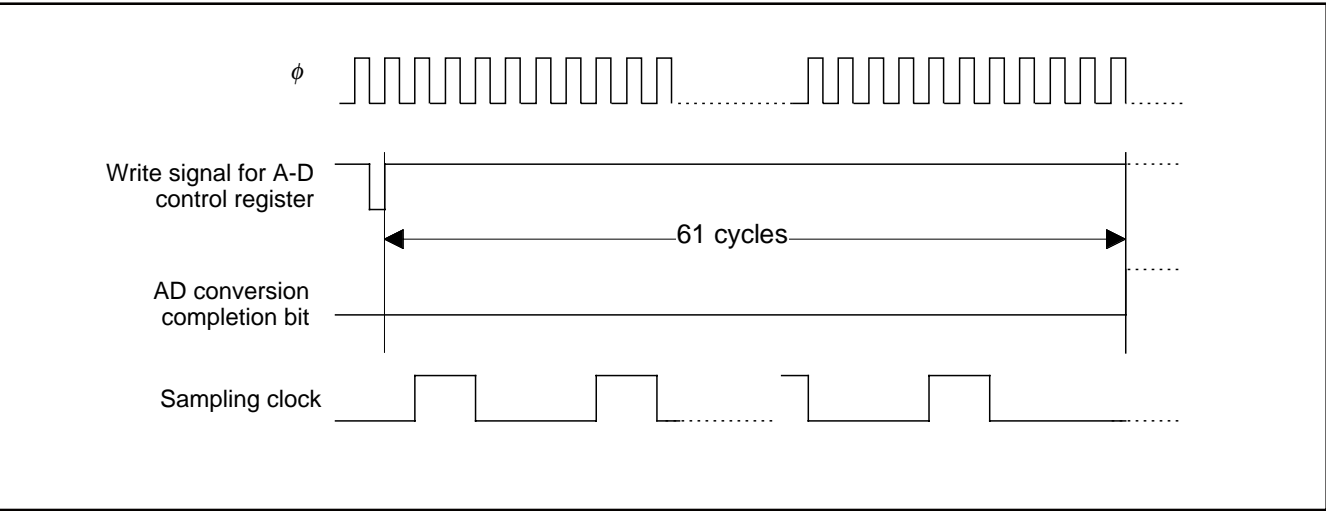 ϕ
Write signal for A-D
control register
61 cycles
AD conversion
completion bit
Sampling clock